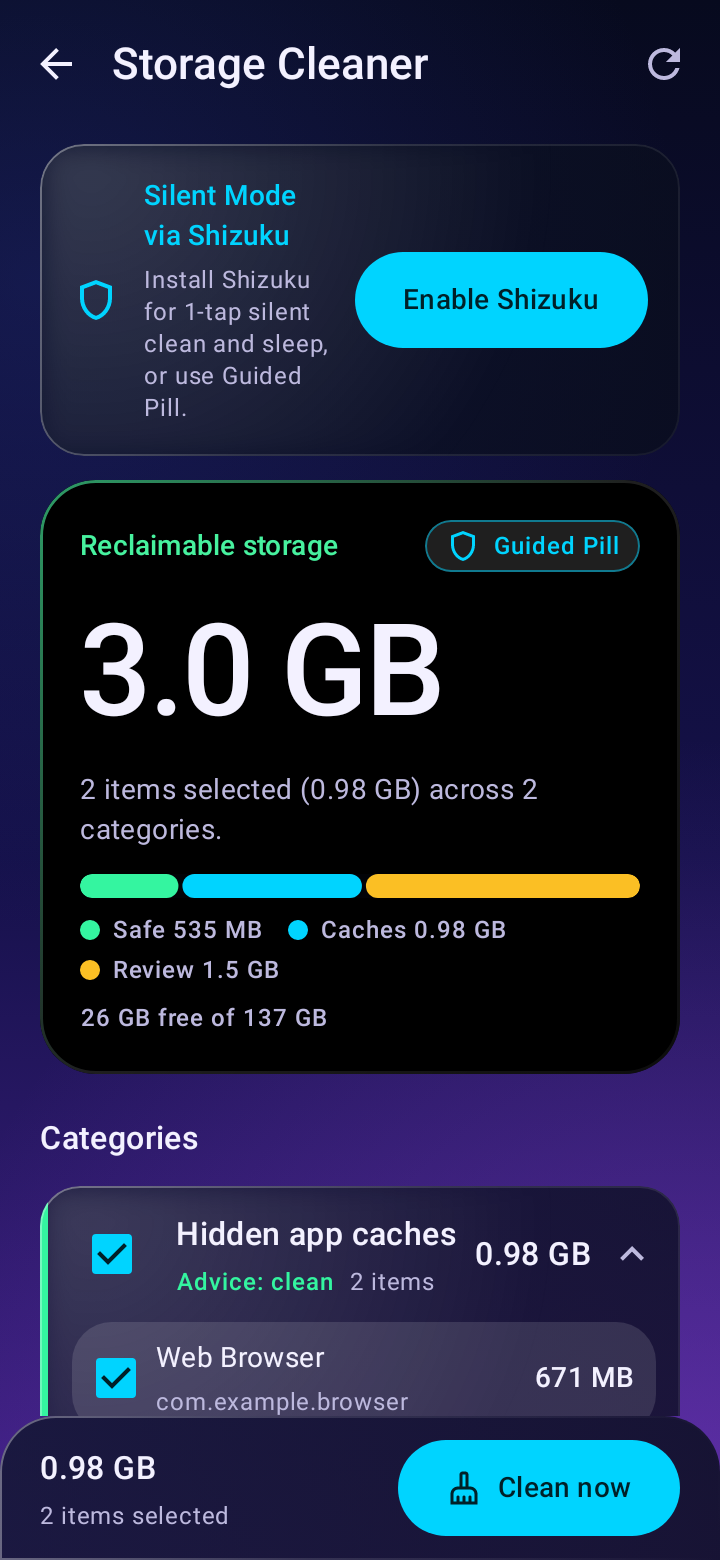 Storage Cleaner
Silent Mode
via Shizuku
Install Shizuku
for 1-tap silent
clean and sleep,
or use Guided
Pill.
Enable Shizuku
Reclaimable storage
Guided Pill
3.0 GB
2 items selected (0.98 GB) across 2
categories.
Safe 535 MB
Caches 0.98 GB
Review 1.5 GB
26 GB free of 137 GB
Categories
Hidden app caches
0.98 GB
Advice: clean 2 items
Web Browser
671 MB
com.example.browser
0.98 GB
2 items selected
Clean now